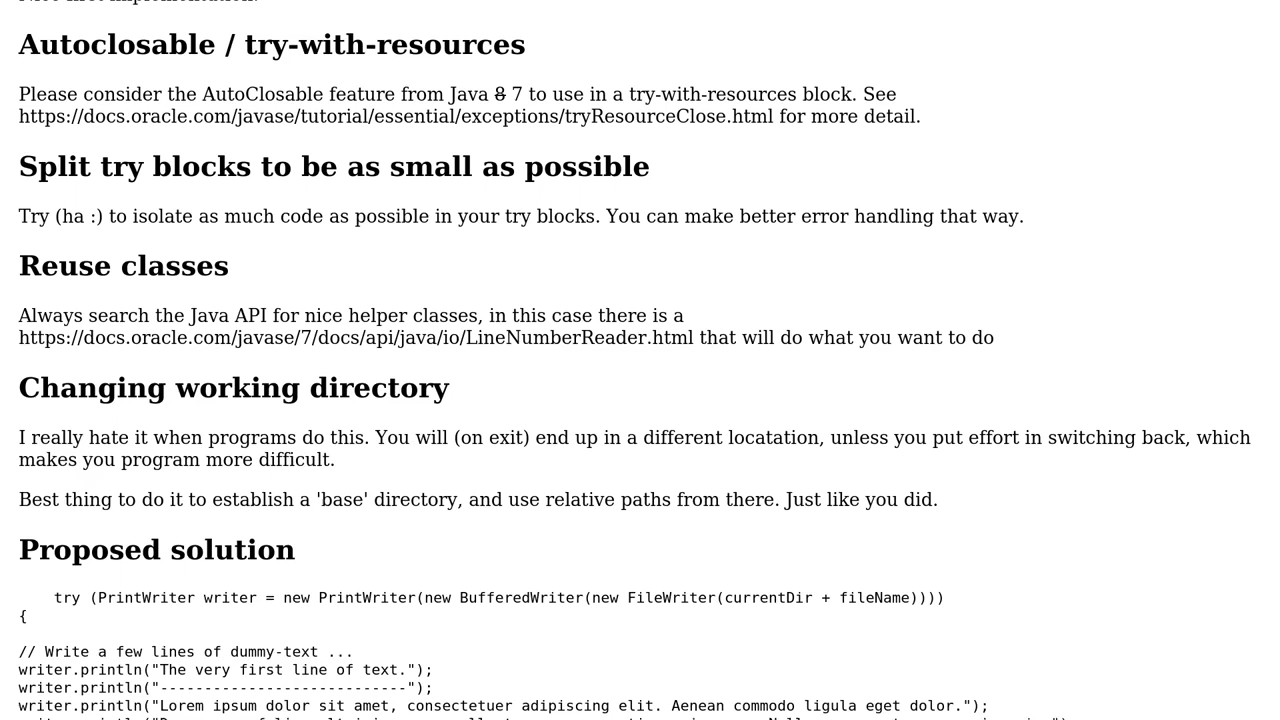 Autoclosable / try-with-resources
Please consider the AutoClosable feature from Java 8 7 to use in a try-with-resources block. See
https://docs.oracle.com/javase/tutorial/essential/exceptions/tryResourceClose.html for more detail.
Split try blocks to be as small as possible
Try (ha :) to isolate as much code as possible in your try blocks. You can make better error handling that way.
Reuse classes
Always search the Java API for nice helper classes, in this case there is a
https://docs.oracle.com/javase/7/docs/api/java/io/LineNumberReader.html that will do what you want to do
Changing working directory
I really hate it when programs do this. You will (on exit) end up in a different locatation, unless you put effort in switching back, which
makes you program more difficult.
Best thing to do it to establish a 'base' directory, and use relative paths from there. Just like you did.
Proposed solution
try (PrintWriter writer = new PrintWriter(new BufferedWriter(new FileWriter(currentDir + fileName))))
{
// Write a few lines of dummy-text ...
writer.println("The very first line of text.");
writer.println("----------------------------");
writer.println("Lorem ipsum dolor sit amet, consectetuer adipiscing elit. Aenean commodo ligula eget dolor.");